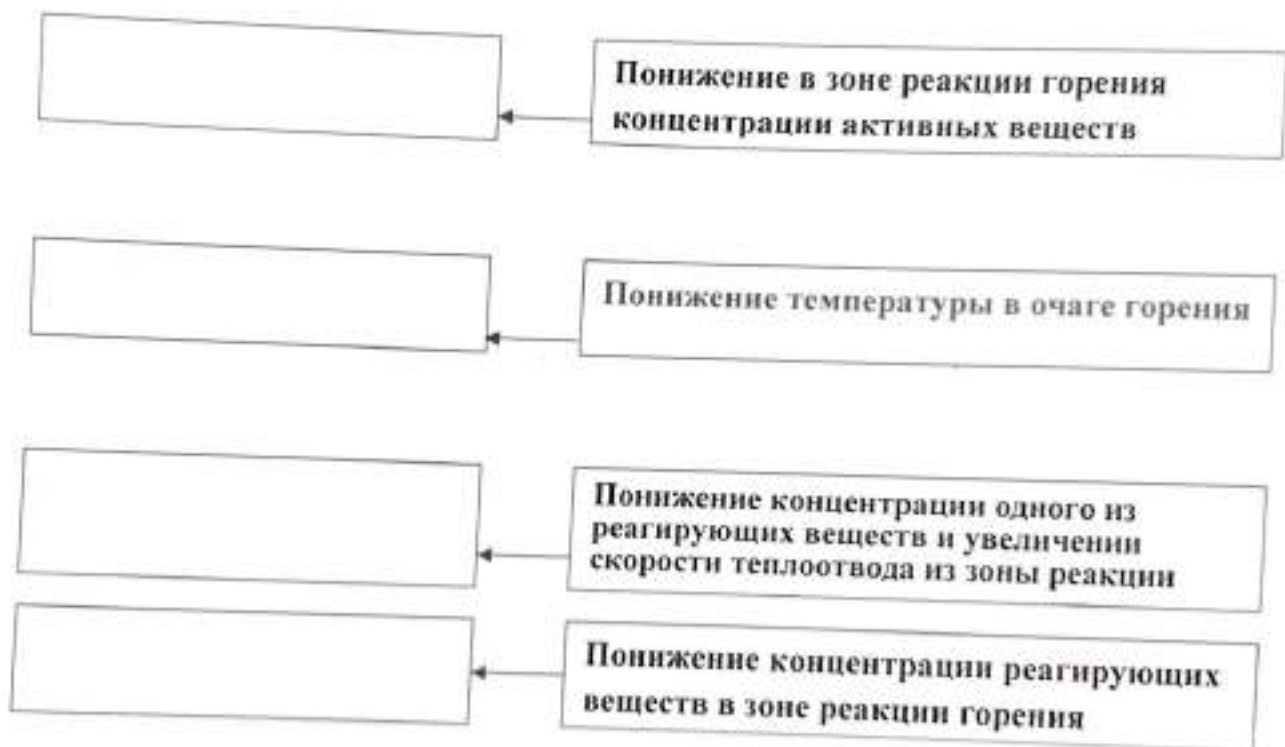 Понижение в зоне реакции горения
концентрации активных веществ
Понижение температуры в очаге горения
Понижение концентрации одного из
реагирующих веществ и увеличении
скорости теплоотвода из зоны реакции
Понижение концентрации реагирующих
веществ в зоне реакции горения